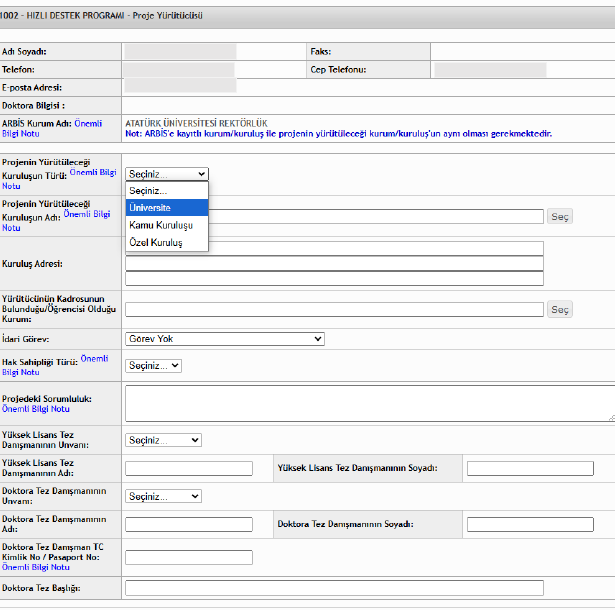 1002 - HIZLI DESTEK PROGRAMI - Proje Yürütücüsü
Adı Soyadı:
Faks:
Telefon:
Cep Telefonu:
E-posta Adresi:
Doktora Bilgisi :
ARBİS Kurum Adı: Önemli
Bilgi Notu
ATATÜRK ÜNİVERSİTESİ REKTÖRLÜK
Not: ARBİS'e kayıtlı kurum/kuruluş ile projenin yürütüleceği kurum/kuruluş'un aynı olması gerekmektedir.
Projenin Yürütüleceği
Kuruluşun Türü: Önemli Bilgi
Notu
Seçiniz...
Seçiniz...
Üniversite
Kamu Kuruluşu
Özel Kuruluş
Projenin Yürütüleceği
Kuruluşun Adı: Önemli Bilgi
Notu
Seç
Kuruluş Adresi:
Yürütücünün Kadrosunun
Bulunduğu/Öğrencisi Olduğu
Kurum:
Seç
İdari Görev:
Görev Yok
Hak Sahipliği Türü: Önemli
Bilgi Notu
Seçiniz...
Projedeki Sorumluluk:
Önemli Bilgi Notu
Yüksek Lisans Tez
Danışmanının Unvanı:
Seçiniz...
Yüksek Lisans Tez
Danışmanının Adı:
Yüksek Lisans Tez Danışmanının Soyadı:
Doktora Tez Danışmanının
Unvanı:
Seçiniz...
Doktora Tez Danışmanının
Adı:
Doktora Tez Danışmanının Soyadı:
Doktora Tez Danışman TC
Kimlik No / Pasaport No:
Önemli Bilgi Notu
Doktora Tez Başlığı: